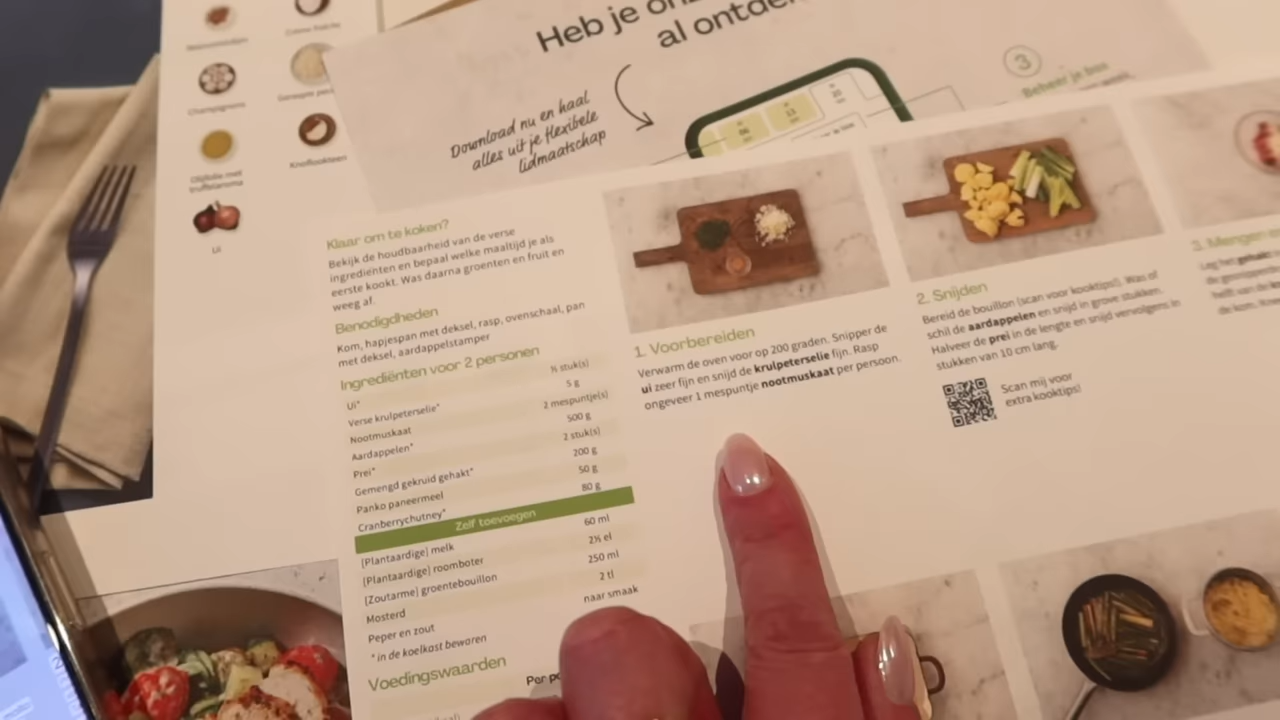 Heb je
al ontde
Download nu en haal
alles uit je flexibele
lidmaatschap
3
Beheer je box
Champignons
Knoflookteen
Olijfolie met
truffelaroma
Ui
Klaar om te koken?
Bekijk de houdbaarheid van de verse
ingrediënten en bepaal welke maaltijd je als
eerste kookt. Was daarna groenten en fruit en
weeg af.
Benodigdheden
Kom, hapjespan met deksel, rasp, ovenschaal, pan
met deksel, aardappelstamper
Ingrediënten voor 2 personen
Ui* ½ stuk(s)
Verse krulpeterselie* 5 g
Nootmuskaat 2 mespuntje(s)
Aardappelen* 500 g
Prei* 2 stuk(s)
Gemengd gekruid gehakt* 200 g
Panko paneermeel 50 g
Cranberrychutney* 80 g
Zelf toevoegen
[Plantaardige] melk 60 ml
[Plantaardige] roomboter 2½ el
[Zoutarme] groentebouillon 250 ml
Mosterd 2 tl
Peper en zout naar smaak
* in de koelkast bewaren
Voedingswaarden
Per po
1. Voorbereiden
Verwarm de oven voor op 200 graden. Snipper de
ui zeer fijn en snijd de krulpeterselie fijn. Rasp
ongeveer 1 mespuntje nootmuskaat per persoon.
2. Snijden
Bereid de bouillon (scan voor kooktips!). Was of
schil de aardappelen en snijd in grove stukken.
Halveer de prei in de lengte en snijd vervolgens in
stukken van 10 cm lang.
Scan mij voor
extra kooktips!
3. Mengen
Leg het gehakt